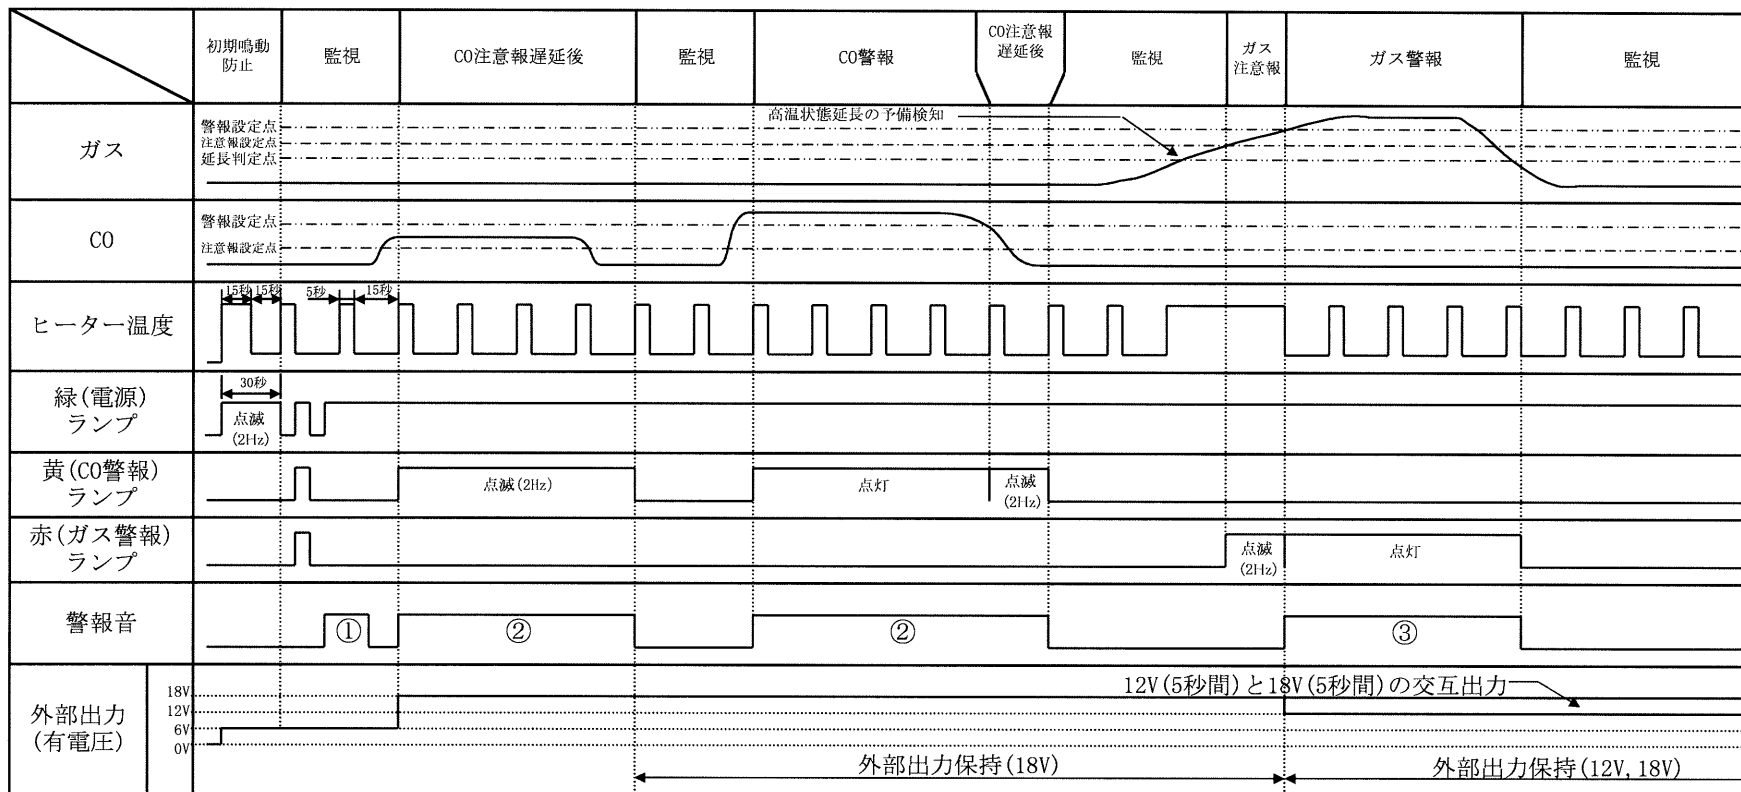 初期鳴動
防止
監視
CO注意報遅延後
監視
CO警報
CO注意報
遅延後
監視
ガス
注意報
ガス警報
監視
ガス
警報設定点
注意報設定点
延長判定点
高温状態延長の予備検知
CO
警報設定点
注意報設定点
ヒーター温度
15秒
15秒
5秒
15秒
緑(電源)
ランプ
30秒
点滅
(2Hz)
黄(CO警報)
ランプ
点滅(2Hz)
点灯
点滅
(2Hz)
赤(ガス警報)
ランプ
点滅
(2Hz)
点灯
警報音
①
②
②
③
外部出力
(有電圧)
18V
12V
6V
0V
12V(5秒間)と18V(5秒間)の交互出力
外部出力保持(18V)
外部出力保持(12V,18V)